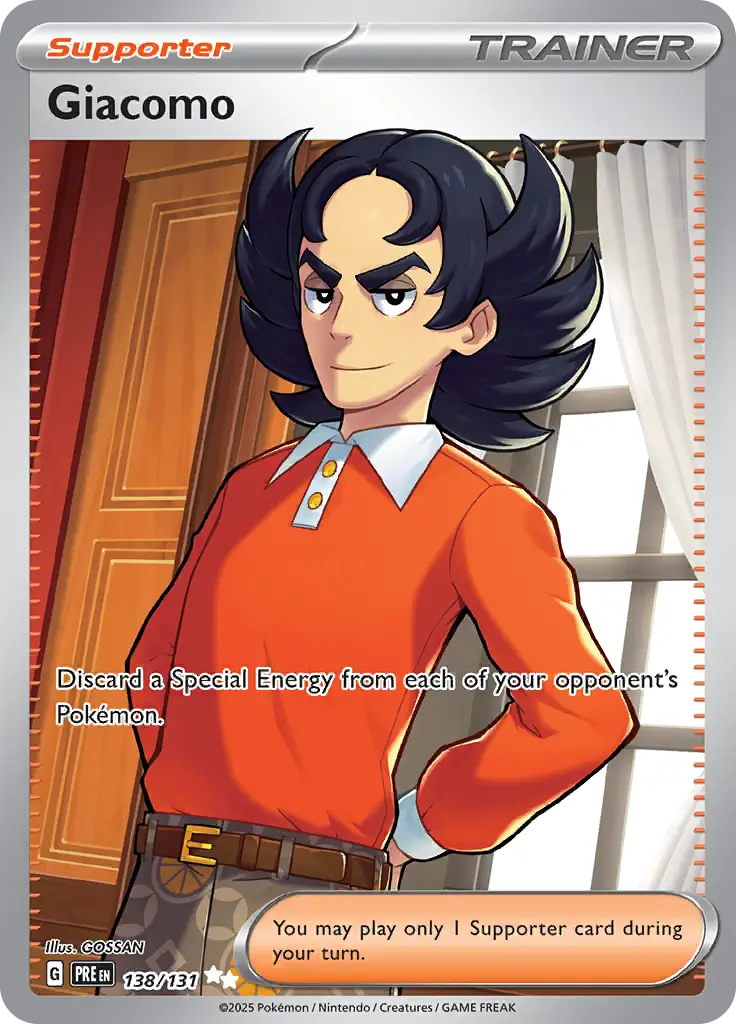 Supporter TRAINER
Giacomo
Discard a Special Energy from each of your opponent's
Pokémon.
You may play only 1 Supporter card during
your turn.
Illus. GOSSAN
G PRE EN 138/131
©2025 Pokémon / Nintendo / Creatures / GAME FREAK